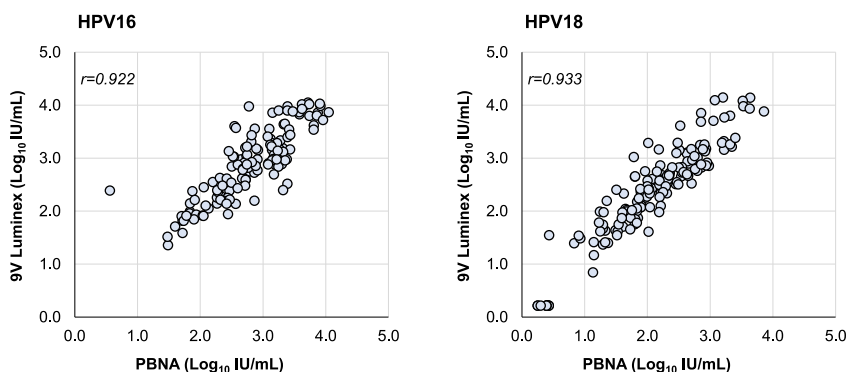 HPV16
5.0
4.0
3.0
2.0
1.0
0.0
r=0.922
9V Luminex (Log10 IU/mL)
0.0 1.0 2.0 3.0 4.0 5.0
PBNA (Log10 IU/mL)
HPV18
5.0
4.0
3.0
2.0
1.0
0.0
r=0.933
9V Luminex (Log10 IU/mL)
0.0 1.0 2.0 3.0 4.0 5.0
PBNA (Log10 IU/mL)